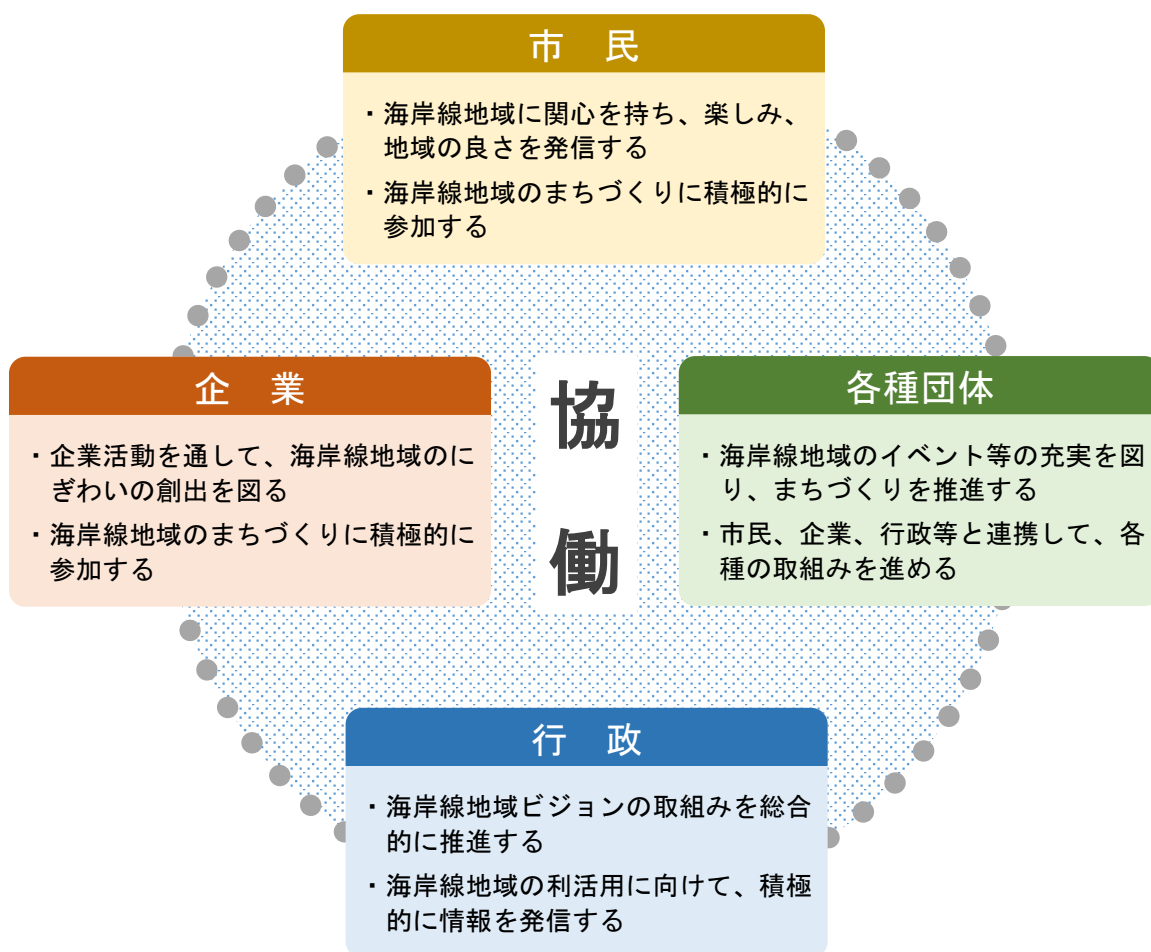 市　民
・海岸線地域に関心を持ち、楽しみ、
地域の良さを発信する
・海岸線地域のまちづくりに積極的に
参加する
企　業
・企業活動を通して、海岸線地域のに
ぎわいの創出を図る
・海岸線地域のまちづくりに積極的に
参加する
協
働
各種団体
・海岸線地域のイベント等の充実を図
り、まちづくりを推進する
・市民、企業、行政等と連携して、各
種の取組みを進める
行　政
・海岸線地域ビジョンの取組みを総合
的に推進する
・海岸線地域の利活用に向けて、積極
的に情報を発信する